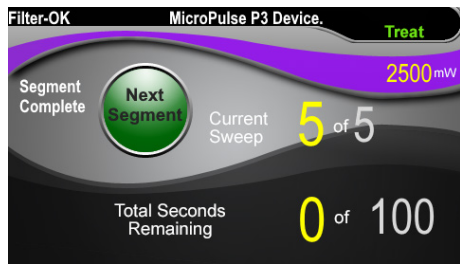 Filter-OK
MicroPulse P3 Device.
Treat
2500mW
Segment
Complete
Next
Segment
Current
Sweep
5 of 5
Total Seconds
Remaining
0 of 100